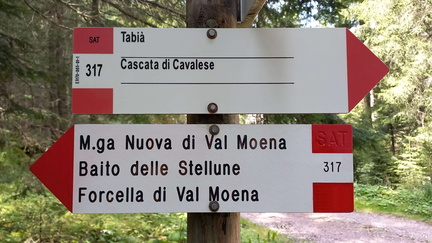 SAT
317
Tabià
Cascata di Cavalese
M.ga Nuova di Val Moena
Baito delle Stellune
Forcella di Val Moena
SAT
317